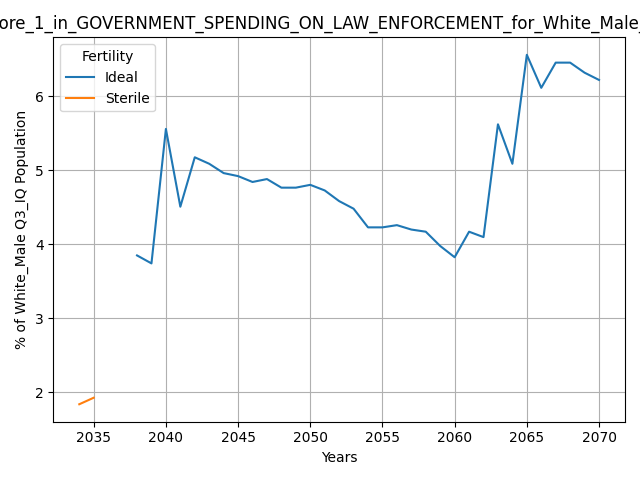 ore_1_in_GOVERNMENT_SPENDING_ON_LAW_ENFORCEMENT_for_White_Male_
Fertility
Ideal
Sterile
% of White_Male Q3_IQ Population
6
5
4
3
2
2035 2040 2045 2050 2055 2060 2065 2070
Years